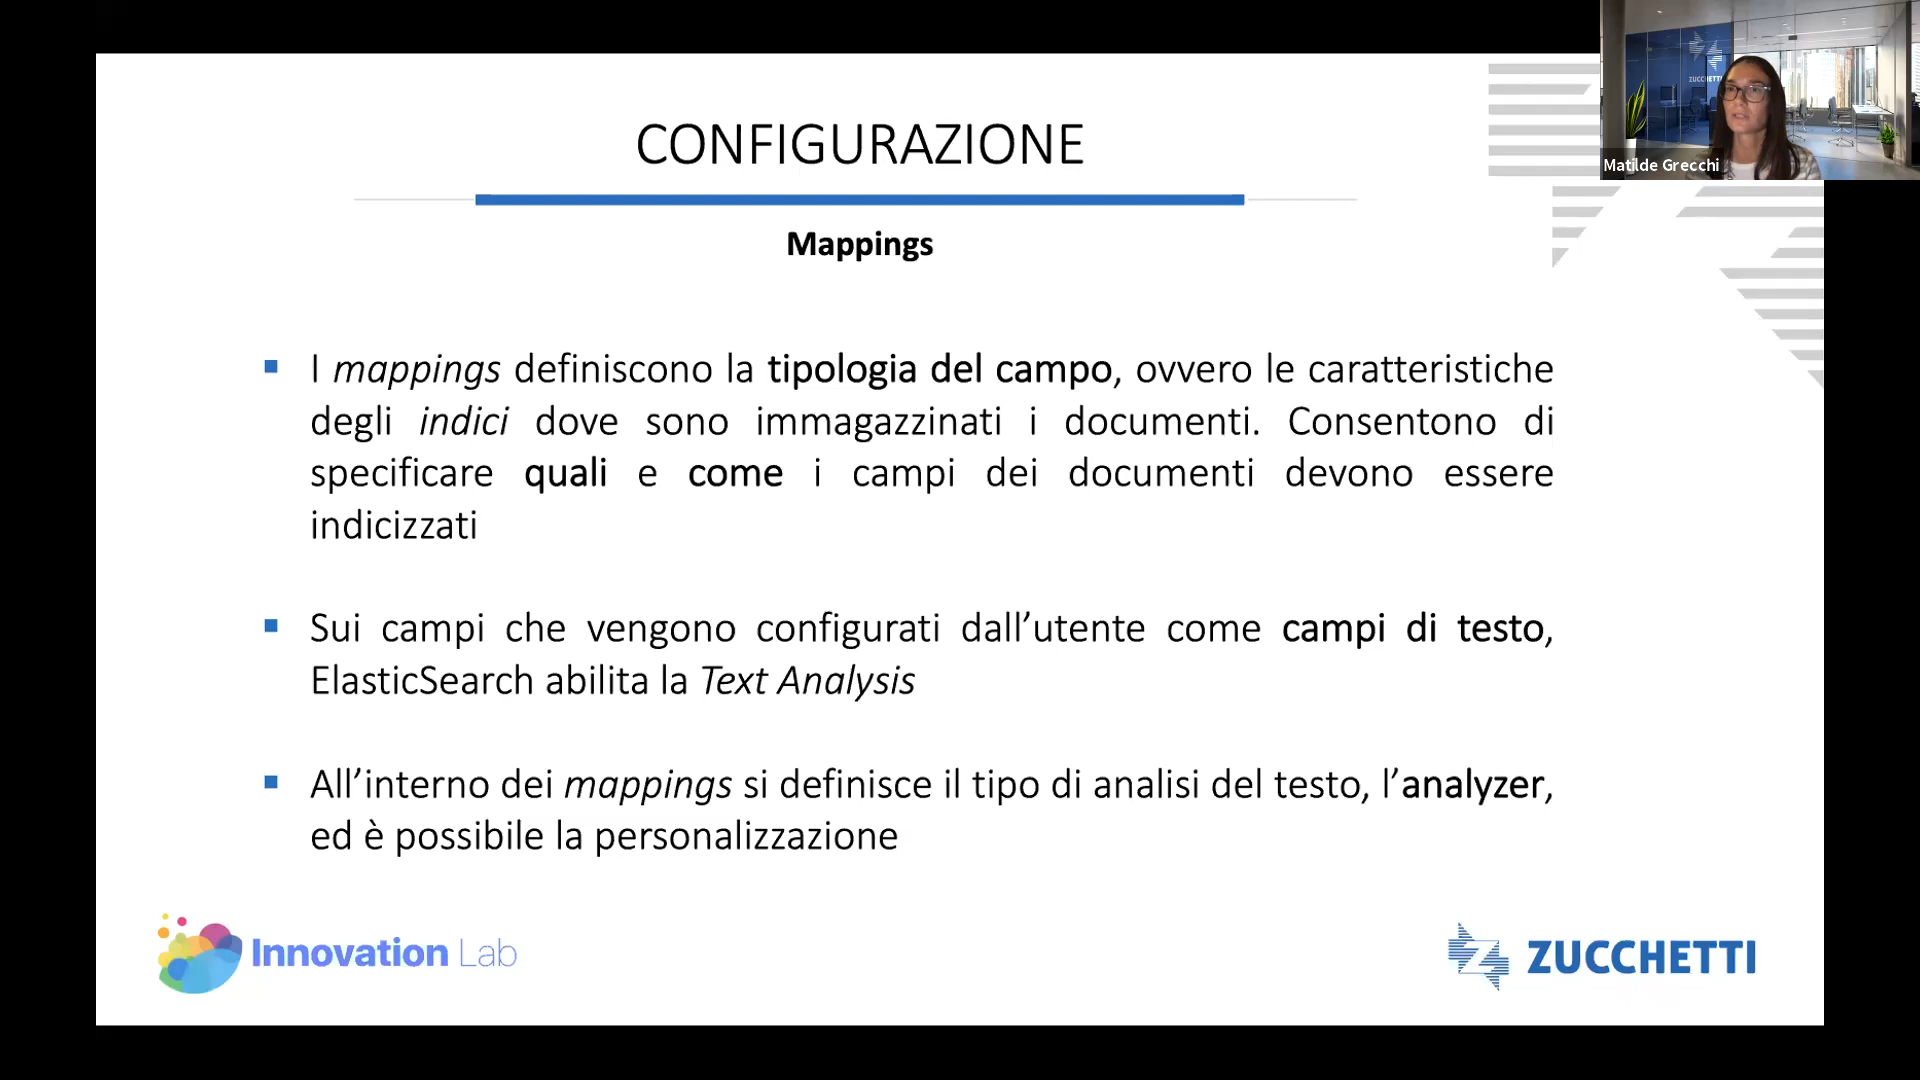 ZUCCHETTI
Matilde Grecchi
CONFIGURAZIONE
Mappings
I mappings definiscono la tipologia del campo, ovvero le caratteristiche
degli indici dove sono immagazzinati i documenti. Consentono di
specificare quali e come i campi dei documenti devono essere
indicizzati
Sui campi che vengono configurati dall’utente come campi di testo,
ElasticSearch abilita la Text Analysis
All’interno dei mappings si definisce il tipo di analisi del testo, l’analyzer,
ed è possibile la personalizzazione
Innovation Lab
ZUCCHETTI